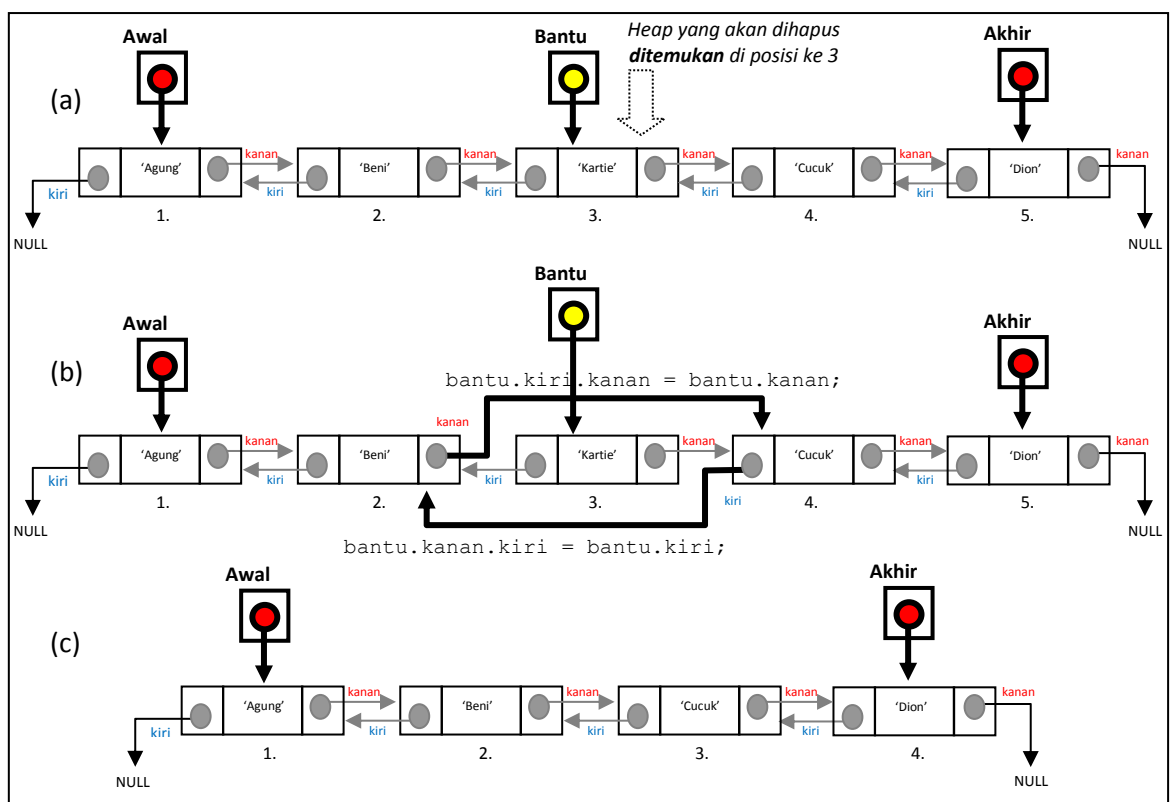 Awal
Bantu
Heap yang akan dihapus
ditemukan di posisi ke 3
Akhir
(a)
kanan kanan kanan kanan kanan
'Agung' 'Beni' 'Kartie' 'Cucuk' 'Dion'
kiri kiri kiri kiri kiri
1. 2. 3. 4. 5.
NULL NULL
Bantu
Awal
Akhir
(b)
bantu.kiri.kanan = bantu.kanan;
kanan kanan kanan kanan kanan
'Agung' 'Beni' 'Kartie' 'Cucuk' 'Dion'
kiri kiri kiri kiri kiri
1. 2. 3. 4. 5.
NULL NULL
bantu.kanan.kiri = bantu.kiri;
Awal
Akhir
(c)
kanan kanan kanan kanan
'Agung' 'Beni' 'Cucuk' 'Dion'
kiri kiri kiri kiri
1. 2. 3. 4.
NULL NULL